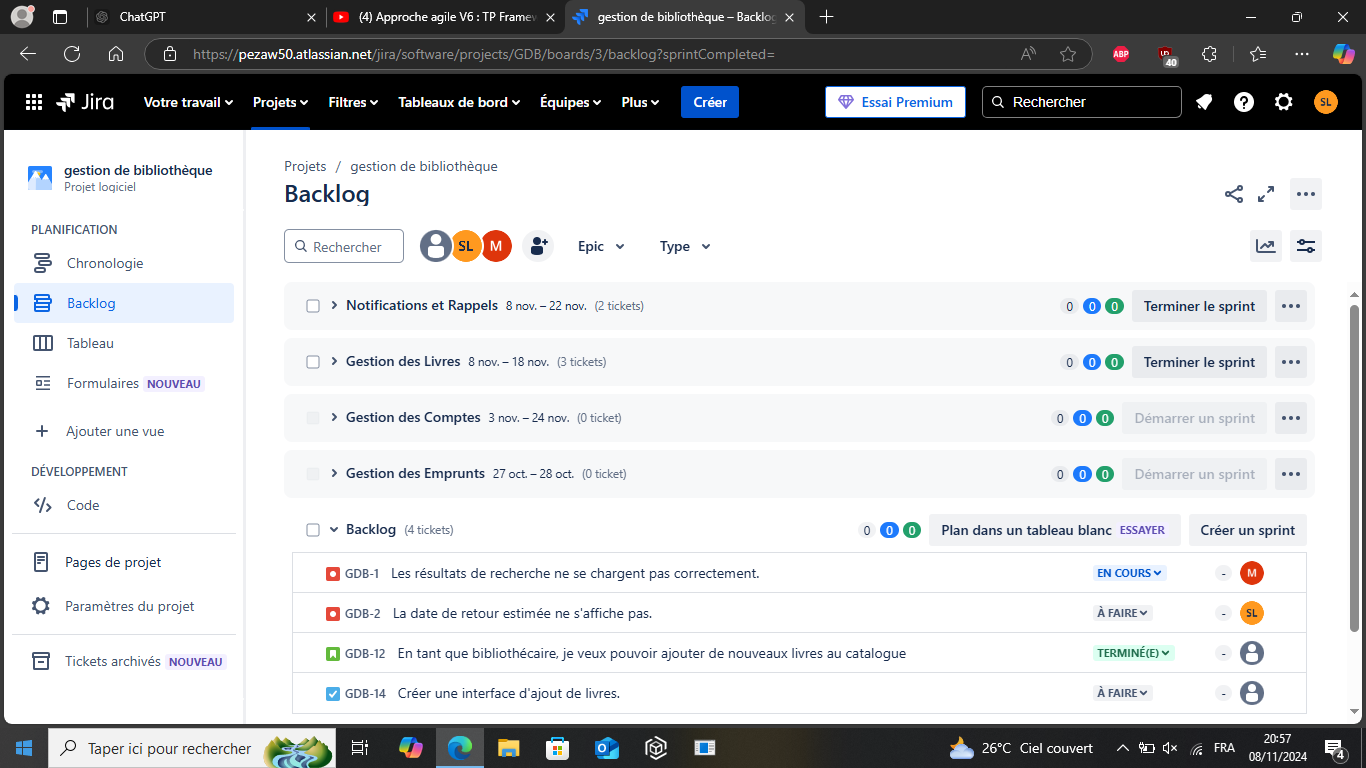 ChatGPT
(4) Approche agile V6 : TP Framew
gestion de bibliothèque – Backlog
https://pezaw50.atlassian.net/jira/software/projects/GDB/boards/3/backlog?sprintCompleted=
ABP
40
Jira
Votre travail
Projets
Filtres
Tableaux de bord
Équipes
Plus
Créer
Essai Premium
Rechercher
SL
gestion de bibliothèque
Projet logiciel
PLANIFICATION
Chronologie
Backlog
Tableau
Formulaires NOUVEAU
Ajouter une vue
DÉVELOPPEMENT
Code
Pages de projet
Paramètres du projet
Tickets archivés NOUVEAU
Projets / gestion de bibliothèque
Backlog
Rechercher
SL
M
Epic
Type
Notifications et Rappels 8 nov. – 22 nov. (2 tickets) 0 0 0 Terminer le sprint
Gestion des Livres 8 nov. – 18 nov. (3 tickets) 0 0 0 Terminer le sprint
Gestion des Comptes 3 nov. – 24 nov. (0 ticket) 0 0 0 Démarrer un sprint
Gestion des Emprunts 27 oct. – 28 oct. (0 ticket) 0 0 0 Démarrer un sprint
Backlog (4 tickets) 0 0 0 Plan dans un tableau blanc ESSAYER Créer un sprint
GDB-1 Les résultats de recherche ne se chargent pas correctement. EN COURS - M
GDB-2 La date de retour estimée ne s'affiche pas. À FAIRE - SL
GDB-12 En tant que bibliothécaire, je veux pouvoir ajouter de nouveaux livres au catalogue TERMINÉ(E) -
GDB-14 Créer une interface d'ajout de livres. À FAIRE -
Taper ici pour rechercher
26°C Ciel couvert
FRA
20:57
08/11/2024
4